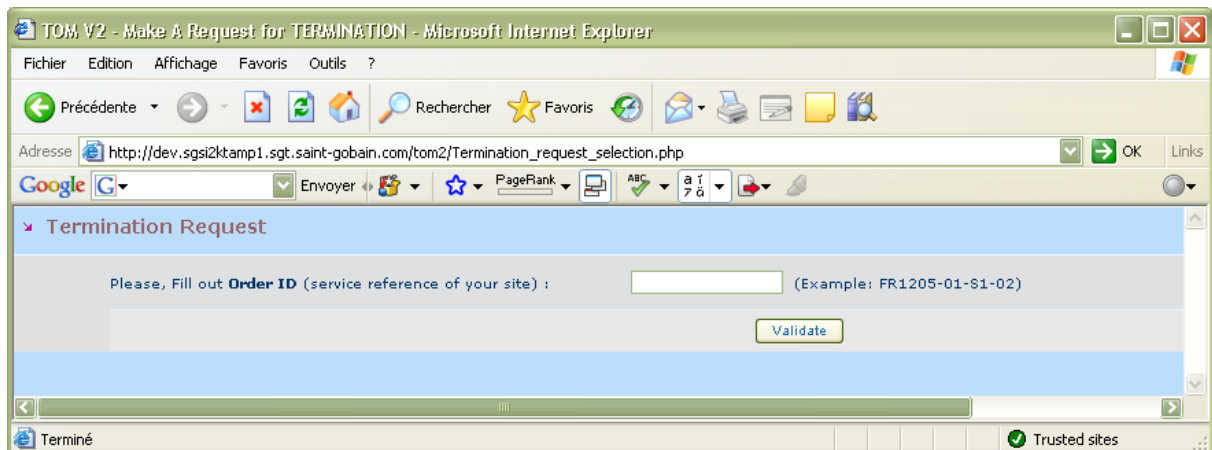 TOM V2 - Make A Request for TERMINATION - Microsoft Internet Explorer
Fichier Edition Affichage Favoris Outils ?
Précédente Rechercher Favoris
Adresse http://dev.sgsi2ktamp1.sgt.saint-gobain.com/tom2/Termination_request_selection.php OK Links
Google G Envoyer PageRank ABC
Termination Request
Please, Fill out Order ID (service reference of your site) : (Example: FR1205-01-S1-02)
Validate
Terminé Trusted sites